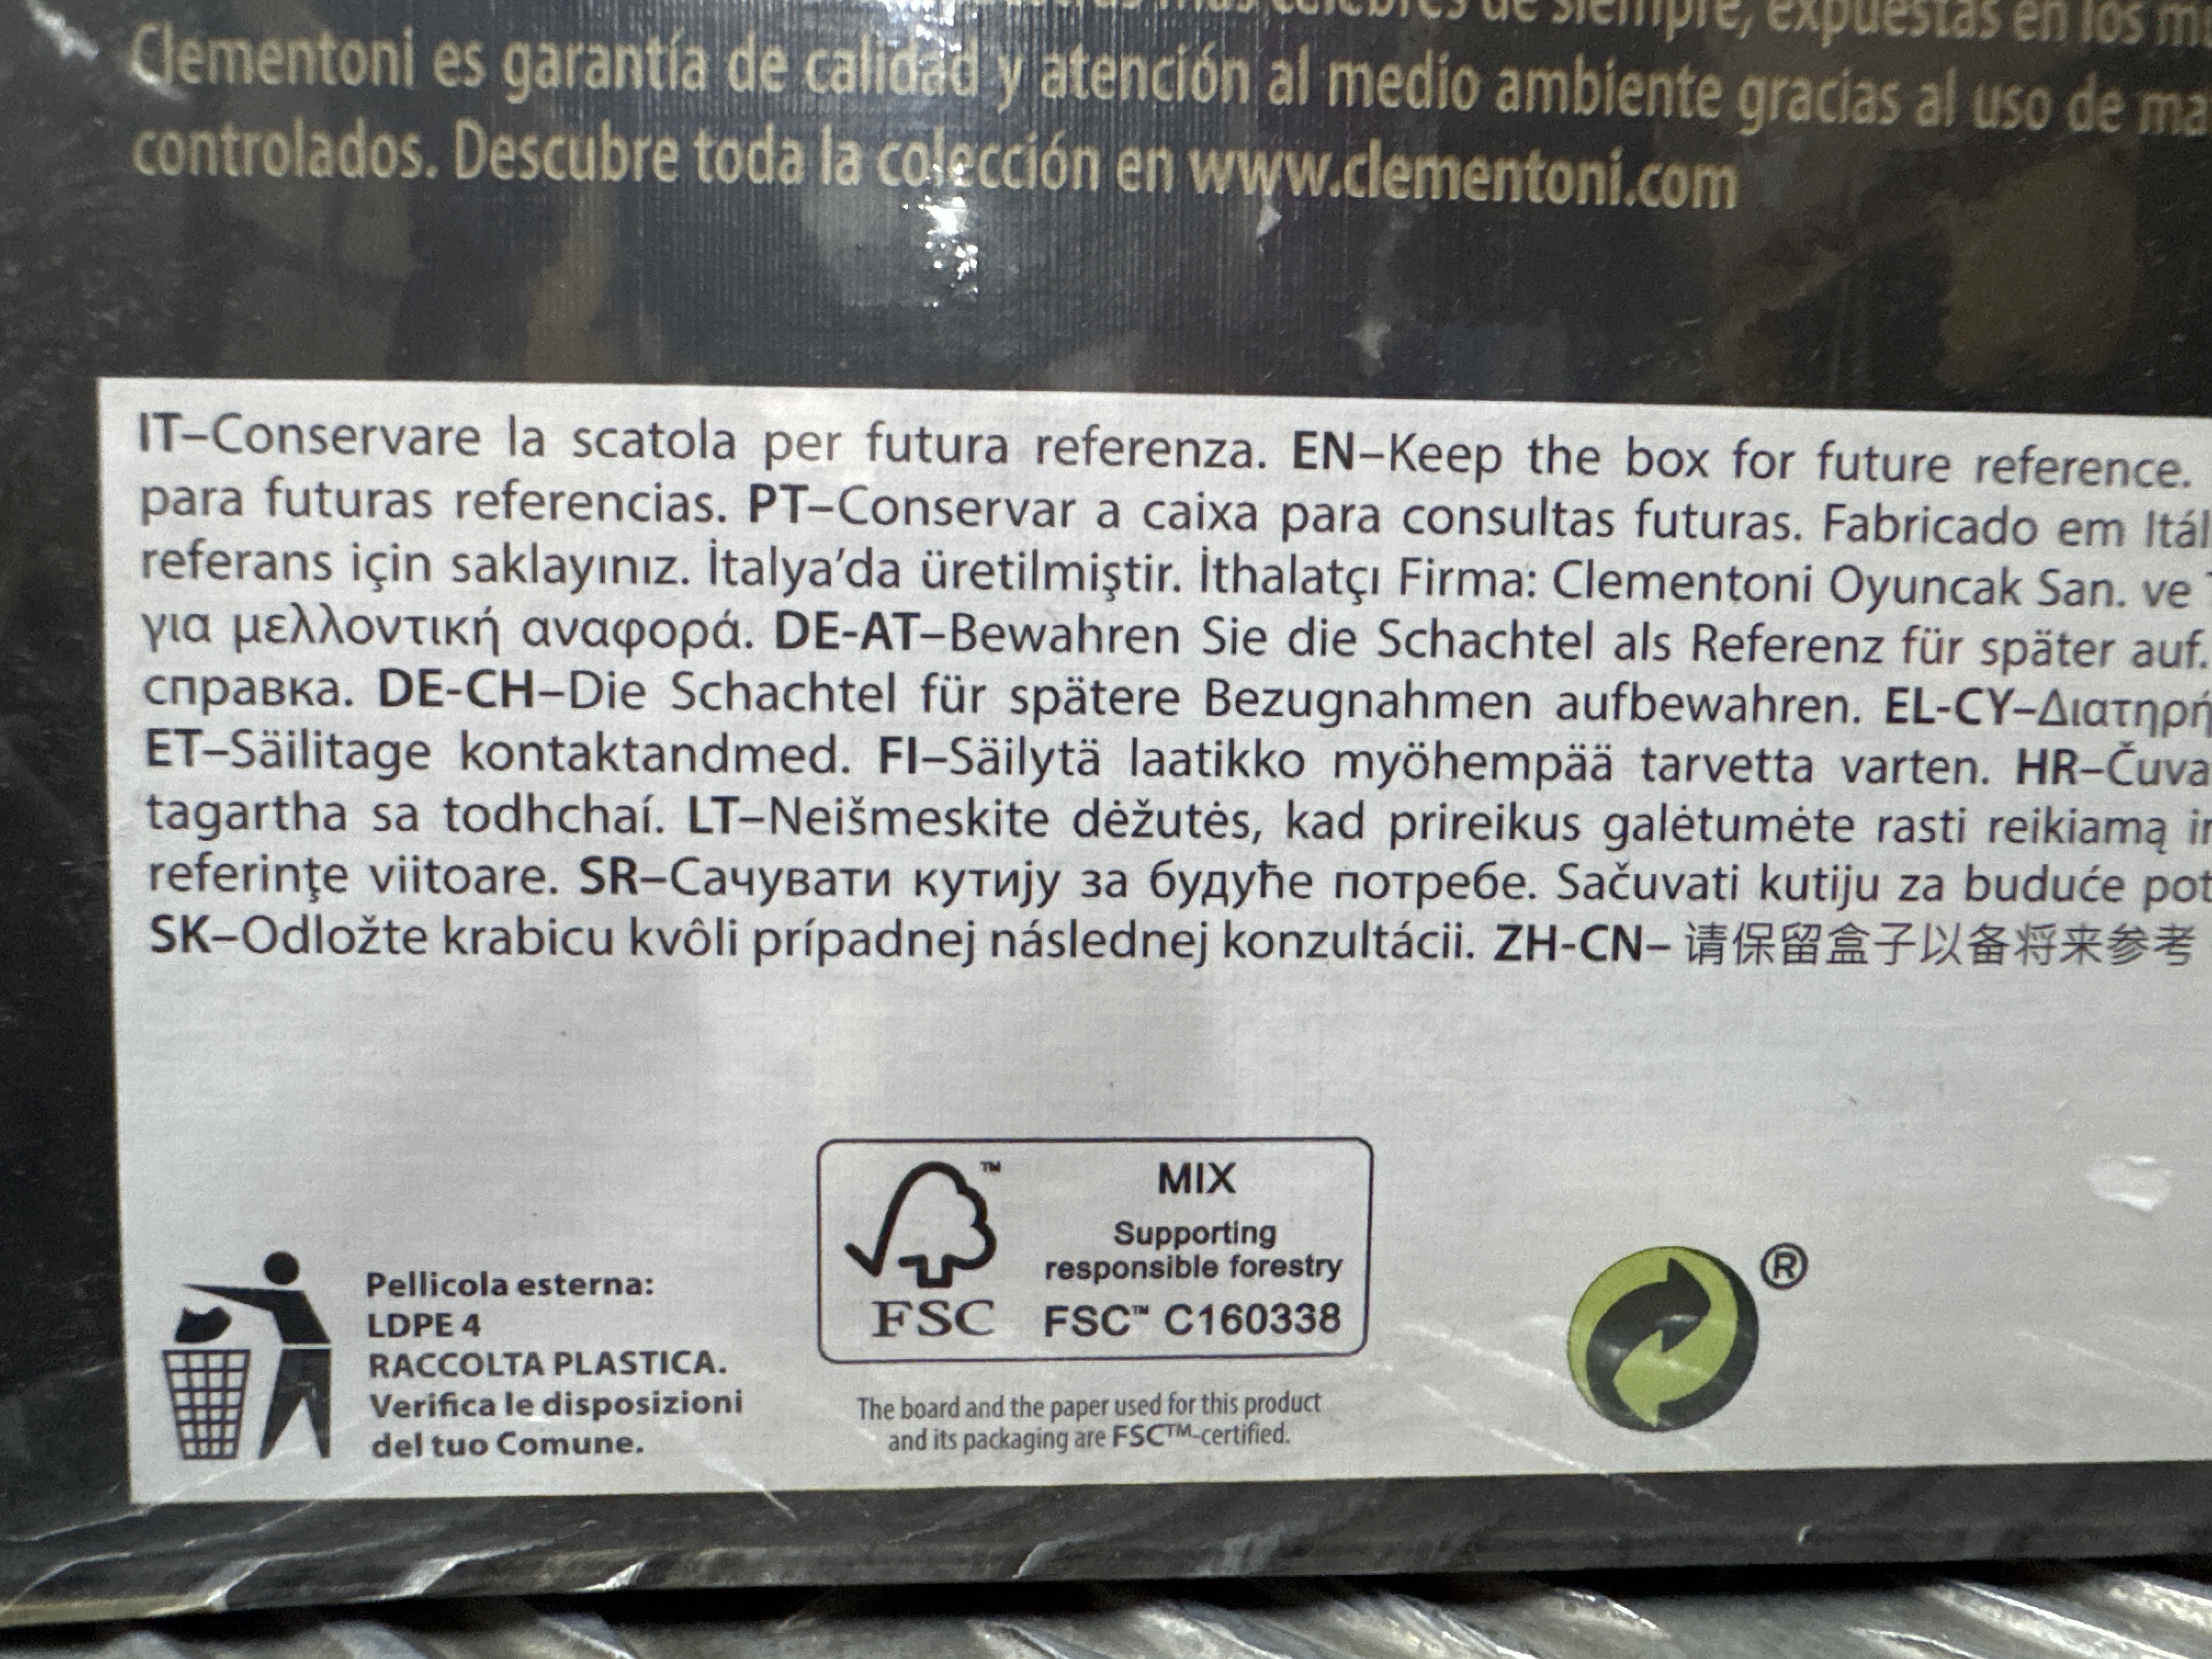 de siempre, expuestas en los
Clementoni es garantía de calidad y atención al medio ambiente gracias al uso de
controlados. Descubre toda la colección en www.clementoni.com
IT–Conservare la scatola per futura referenza. EN–Keep the box for future reference.
para futuras referencias. PT–Conservar a caixa para consultas futuras. Fabricado em
referans için saklayınız. İtalya’da üretilmiştir. İthalatçı Firma: Clementoni Oyuncak San. ve
για μελλοντική αναφορά. DE-AT–Bewahren Sie die Schachtel als Referenz für später auf.
справка. DE-CH–Die Schachtel für spätere Bezugnahmen aufbewahren. EL-CY–
ET–Säilitage kontaktandmed. FI–Säilytä laatikko myöhempää tarvetta varten. HR–
tagartha sa todhchaí. LT–Neišmeskite dėžutės, kad prireikus galėtumėte rasti reikiamą
referinţe viitoare. SR–Сачувати кутију за будуће потребе. Sačuvati kutiju za buduće
SK–Odložte krabicu kvôli prípadnej následnej konzultácii. ZH-CN– 请保留盒子以备将来参考
Pellicola esterna:
LDPE 4
RACCOLTA PLASTICA.
Verifica le disposizioni
del tuo Comune.
FSC
MIX
Supporting
responsible forestry
FSC™ C160338
The board and the paper used for this product
and its packaging are FSC™-certified.
®